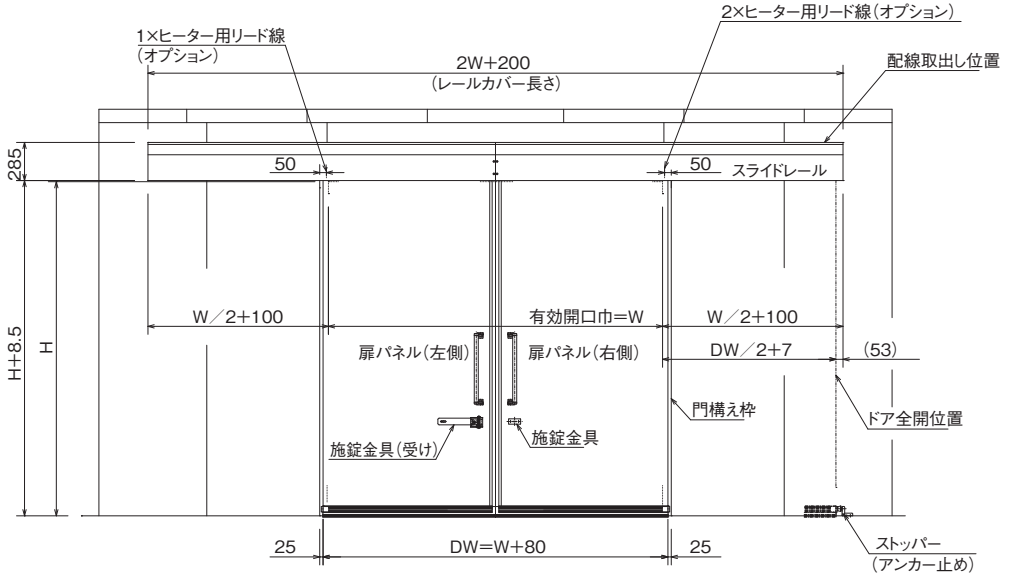 2×ヒーター用リード線(オプション)
1×ヒーター用リード線
(オプション)
2W+200
(レールカバー長さ)
配線取出し位置
285
50
50
スライドレール
W/2+100
有効開口巾=W
W/2+100
H+8.5
H
扉パネル(左側)
扉パネル(右側)
DW/2+7
(53)
門構え枠
ドア全開位置
施錠金具(受け)
施錠金具
25
DW=W+80
25
ストッパー
(アンカー止め)